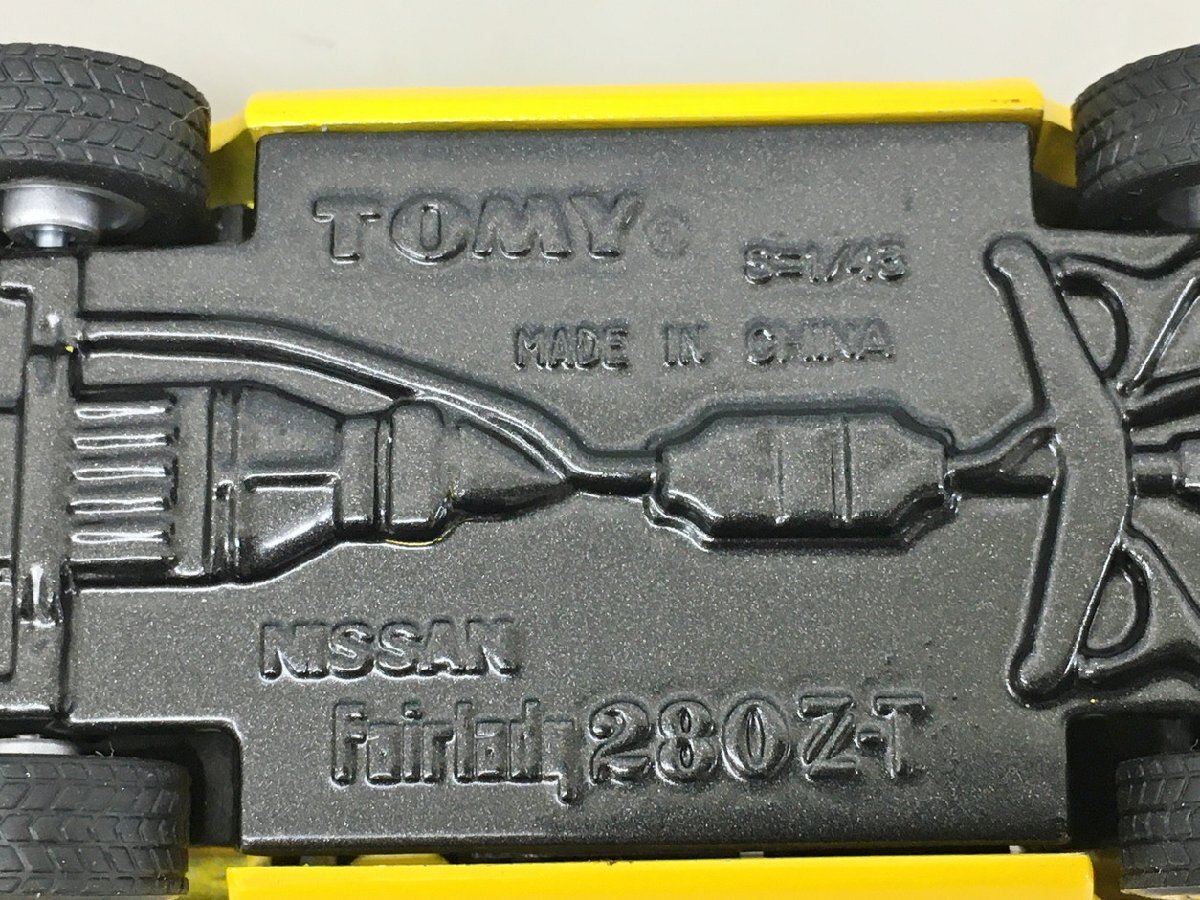 TOMY®
S=1/43
MADE IN CHINA
NISSAN
Fairlady 280Z-T